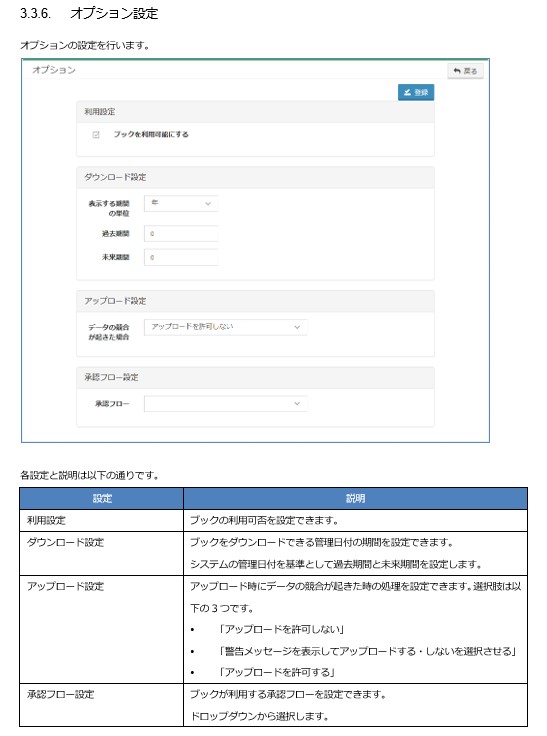 3.3.6. オプション設定
オプションの設定を行います。
オプション
戻る
登録
利用設定
ブックを利用可能にする
ダウンロード設定
表示する期間
の単位
年
過去期間
0
未来期間
0
アップロード設定
データの競合
が起きた場合
アップロードを許可しない
承認フロー設定
承認フロー
各設定と説明は以下の通りです。
設定 説明
利用設定 ブックの利用可否を設定できます。
ダウンロード設定 ブックをダウンロードできる管理日付の期間を設定できます。
システムの管理日付を基準として過去期間と未来期間を設定します。
アップロード設定 アップロード時にデータの競合が起きた時の処理を設定できます。選択肢は以
下の3つです。
• 「アップロードを許可しない」
• 「警告メッセージを表示してアップロードする・しないを選択させる」
• 「アップロードを許可する」
承認フロー設定 ブックが利用する承認フローを設定できます。
ドロップダウンから選択します。